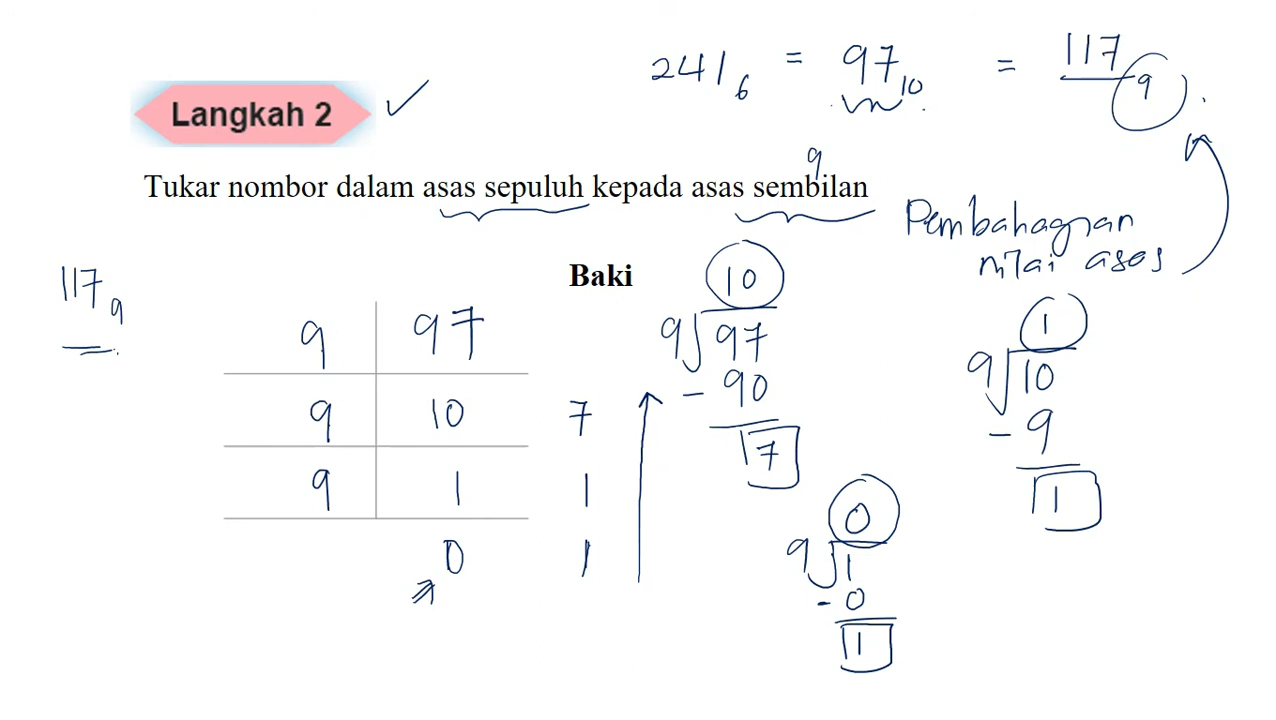 241₆ = 97₁₀ = 117₉.
Langkah 2 ✓
9
Tukar nombor dalam asas sepuluh kepada asas sembilan
Pembahagian
nilai asas
117₉
Baki
9 97
9 10 7
9 1 1
0 1
10
9 97
- 90
7
1
9 10
- 9
1
0
9 1
- 0
1